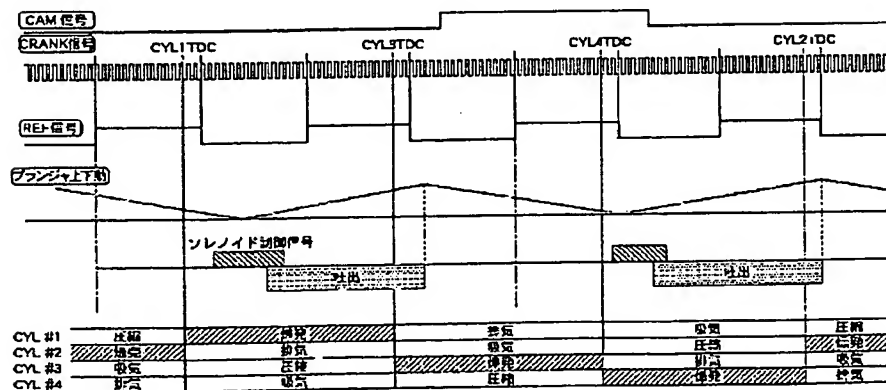 CAM 信号
CRANK信号
CYL1TDC
CYL3TDC
CYL4TDC
CYL2TDC
REF信号
プランジャ上下動
ソレノイド制御信号
吐出
吐出
CYL #1 圧縮 爆発 排気 吸気 圧縮
CYL #2 爆発 排気 吸気 圧縮 爆発
CYL #3 吸気 圧縮 爆発 排気 吸気
CYL #4 排気 吸気 圧縮 爆発 排気